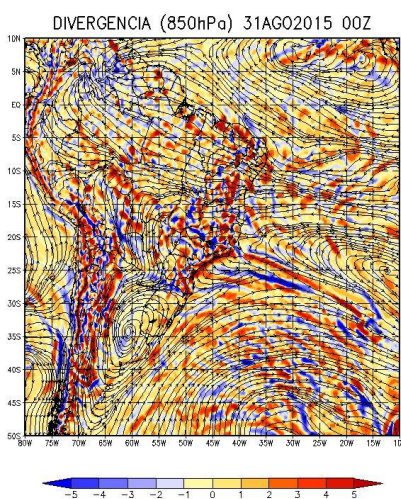 DIVERGENCIA (850hPa) 31AGO2015 00Z
10N
5N
EQ
5S
10S
15S
20S
25S
30S
35S
40S
45S
50S
80W 75W 70W 65W 60W 55W 50W 45W 40W 35W 30W 25W 20W 15W 10
-5 -4 -3 -2 -1 0 1 2 3 4 5